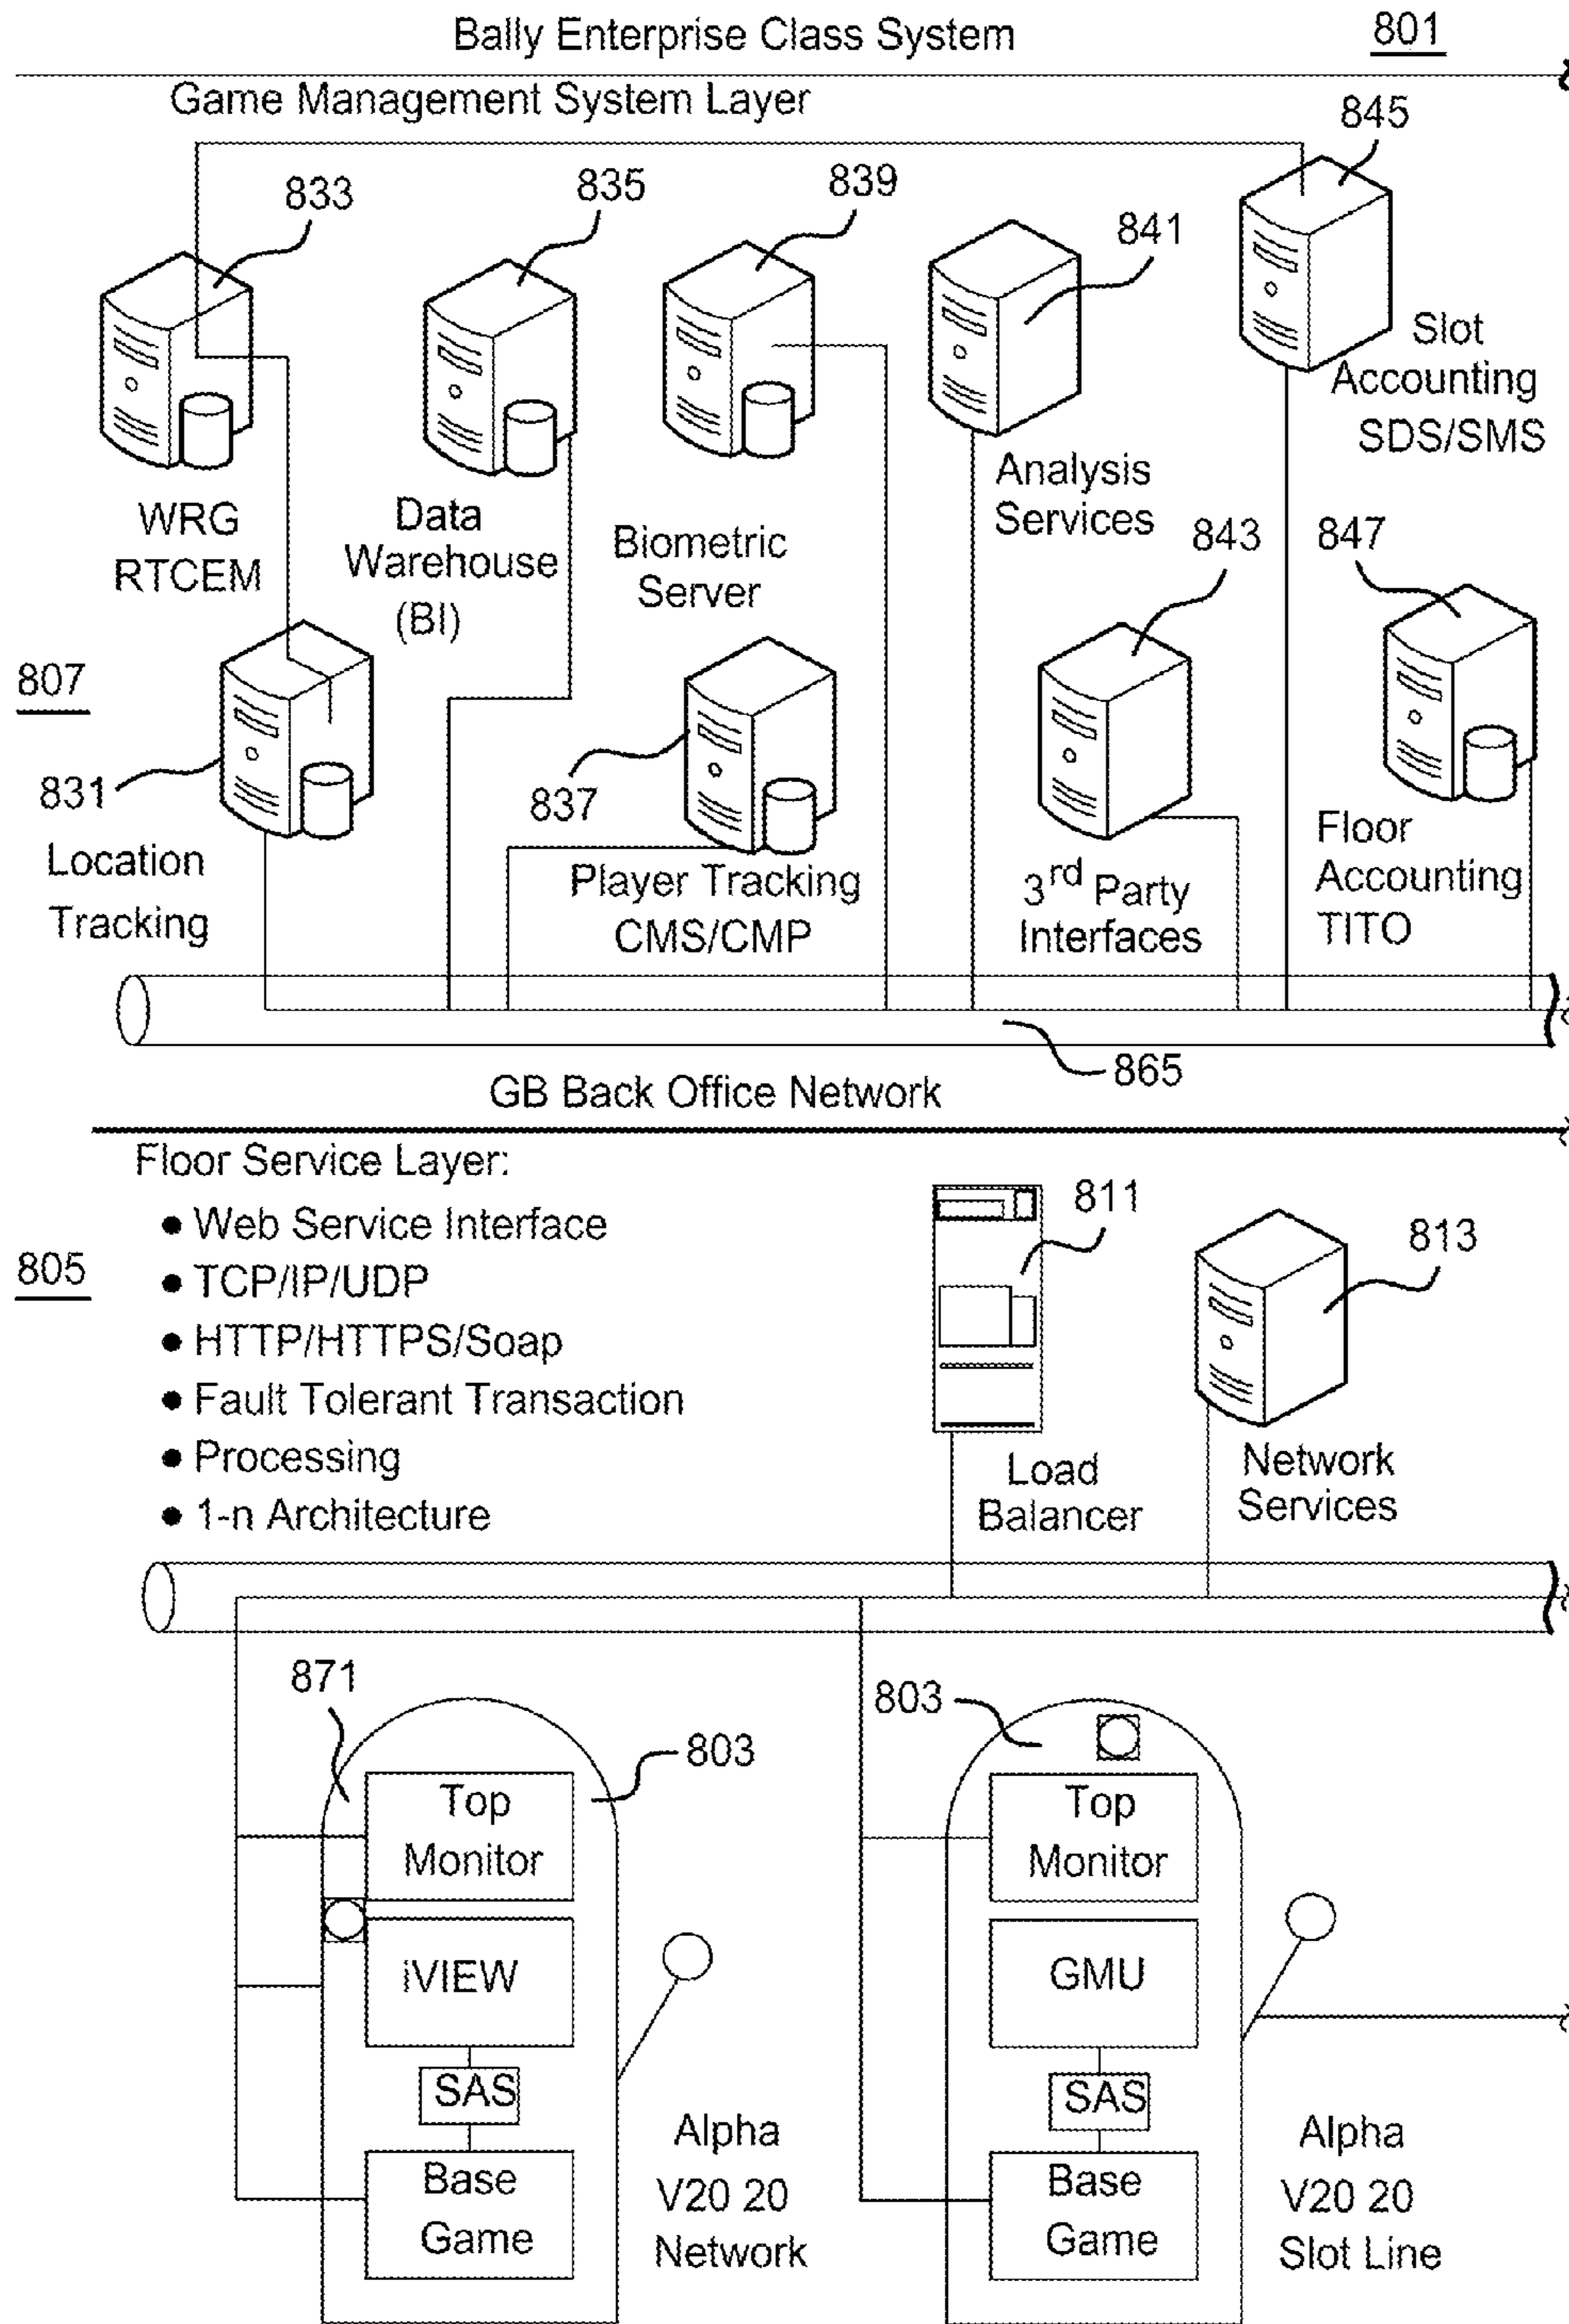 Bally Enterprise Class System
801
Game Management System Layer
845
833
835
839
841
Slot
Accounting
SDS/SMS
WRG
RTCEM
Data
Warehouse
(BI)
Biometric
Server
Analysis
Services
843
847
807
831
837
Location
Tracking
Player Tracking
CMS/CMP
3rd Party
Interfaces
Floor
Accounting
TITO
865
GB Back Office Network
Floor Service Layer:
805
• Web Service Interface
• TCP/IP/UDP
• HTTP/HTTPS/Soap
• Fault Tolerant Transaction
• Processing
• 1-n Architecture
811
813
Load
Balancer
Network
Services
871
803
803
Top
Monitor
iVIEW
SAS
Base
Game
Alpha
V20 20
Network
Top
Monitor
GMU
SAS
Base
Game
Alpha
V20 20
Slot Line